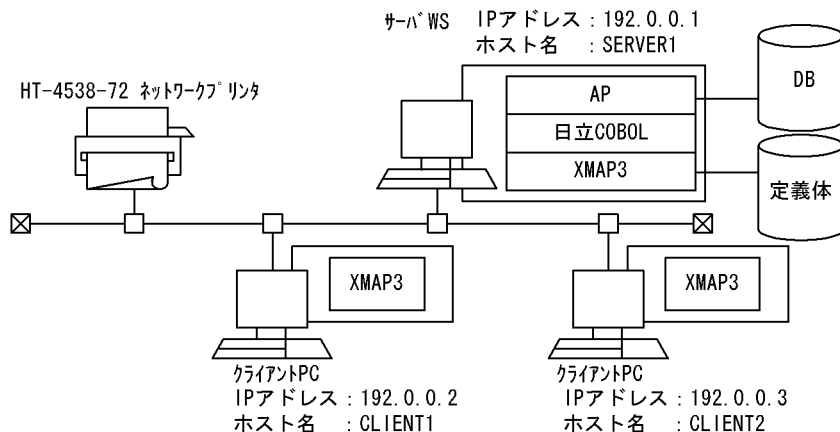 ｻｰﾊﾞWS IPアドレス：192.0.0.1
ホスト名 ：SERVER1
HT-4538-72 ﾈｯﾄﾜｰｸﾌﾟﾘﾝﾀ
AP
DB
日立COBOL
XMAP3
定義体
XMAP3
XMAP3
ｸﾗｲｱﾝﾄPC
IPアドレス：192.0.0.2
ホスト名 ：CLIENT1
ｸﾗｲｱﾝﾄPC
IPアドレス：192.0.0.3
ホスト名 ：CLIENT2